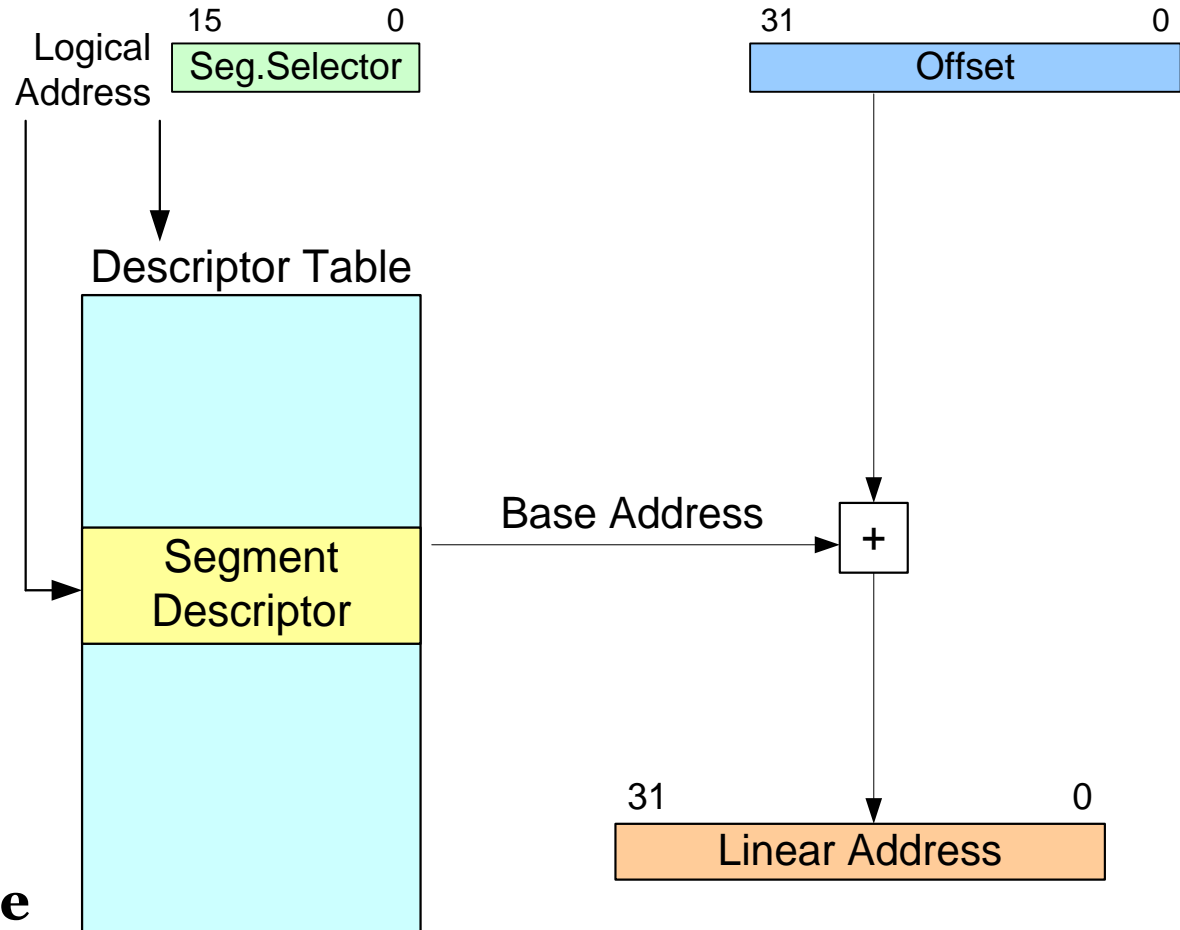 15 0
31 0
Logical
Address
Seg.Selector
Offset
Descriptor Table
Base Address
+
Segment
Descriptor
31 0
Linear Address
e